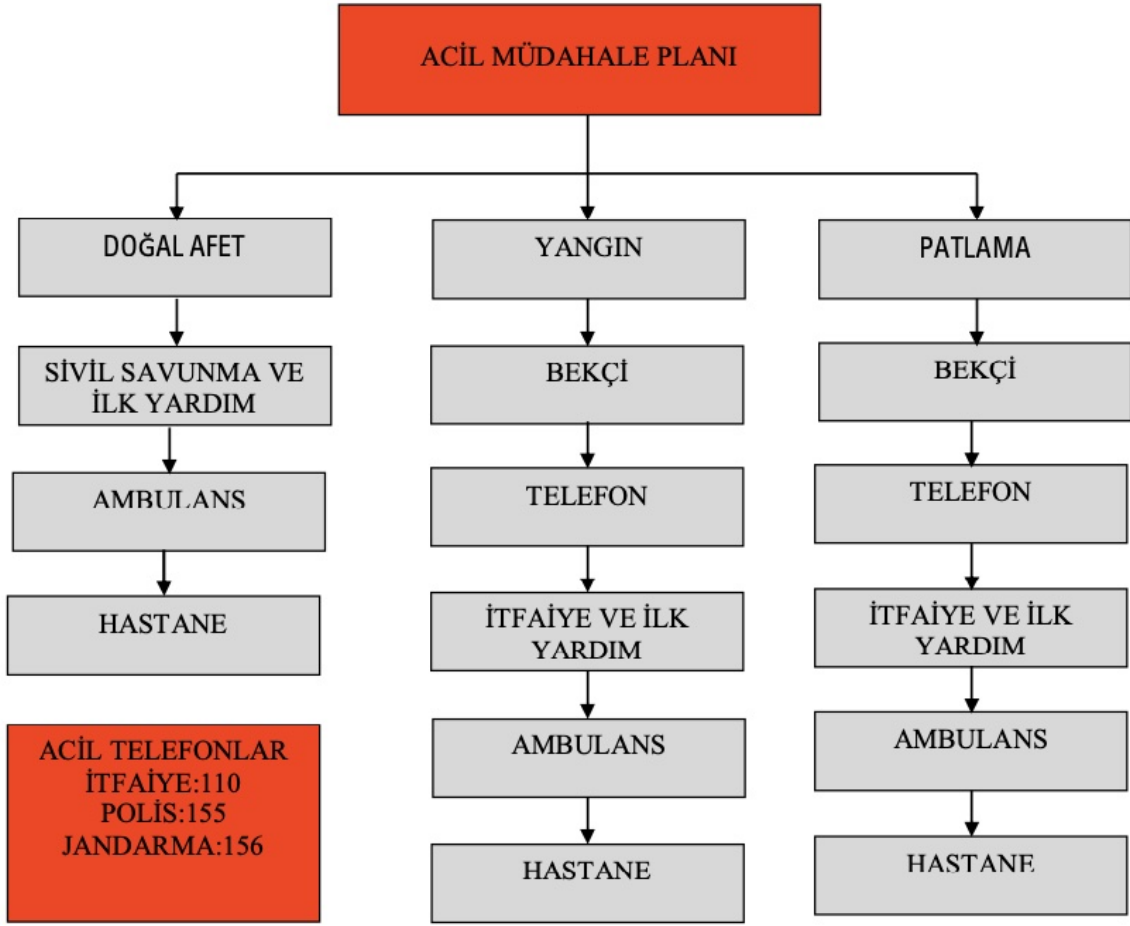 ACİL MÜDAHALE PLANI
DOĞAL AFET
SİVİL SAVUNMA VE
İLK YARDIM
AMBULANS
HASTANE
ACİL TELEFONLAR
İTFAİYE:110
POLİS:155
JANDARMA:156
YANGIN
BEKÇİ
TELEFON
İTFAİYE VE İLK
YARDIM
AMBULANS
HASTANE
PATLAMA
BEKÇİ
TELEFON
İTFAİYE VE İLK
YARDIM
AMBULANS
HASTANE